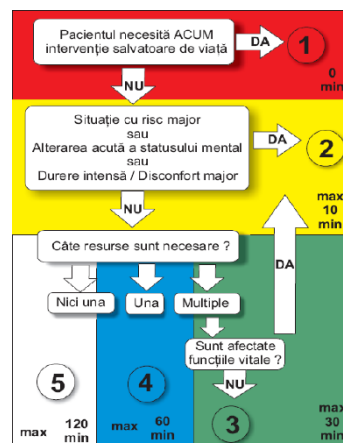 Pacientul necesită ACUM
intervenție salvatoare de viață
DA
1
0
min
NU
Situație cu risc major
sau
Alterarea acută a statusului mental
sau
Durere intensă / Disconfort major
DA
2
max
10
min
NU
Câte resurse sunt necesare ?
DA
Nici una
Una
Multiple
Sunt afectate
funcțiile vitale ?
NU
5
max 120
min
4
max 60
min
3
max
30
min